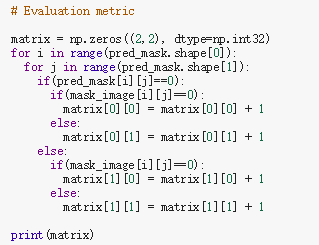 # Evaluation metric
matrix = np.zeros((2,2), dtype=np.int32)
for i in range(pred_mask.shape[0]):
  for j in range(pred_mask.shape[1]):
    if(pred_mask[i][j]==0):
      if(mask_image[i][j]==0):
        matrix[0][0] = matrix[0][0] + 1
      else:
        matrix[0][1] = matrix[0][1] + 1
    else:
      if(mask_image[i][j]==0):
        matrix[1][0] = matrix[1][0] + 1
      else:
        matrix[1][1] = matrix[1][1] + 1
print(matrix)